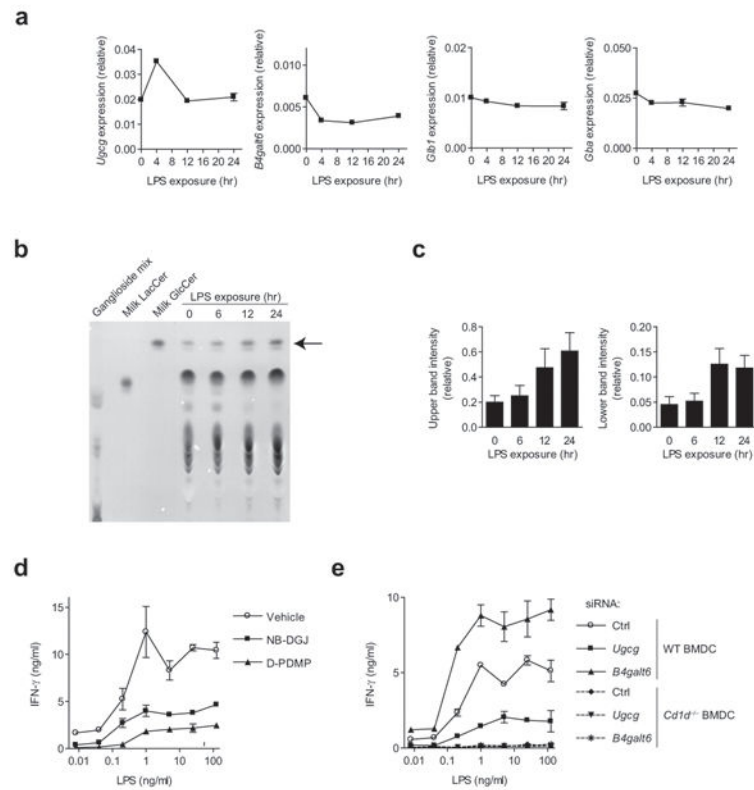 a
Ugcg expression (relative)
0.04
0.03
0.02
0.01
0.00
0 4 8 12 16 20 24
LPS exposure (hr)
B4galt6 expression (relative)
0.010
0.005
0.000
0 4 8 12 16 20 24
LPS exposure (hr)
Glb1 expression (relative)
0.02
0.01
0.00
0 4 8 12 16 20 24
LPS exposure (hr)
Gba expression (relative)
0.050
0.025
0.000
0 4 8 12 16 20 24
LPS exposure (hr)
b
Ganglioside mix
Milk LacCer
Milk GlcCer
LPS exposure (hr)
0 6 12 24
c
Upper band intensity
(relative)
0.8
0.6
0.4
0.2
0.0
0 6 12 24
LPS exposure (hr)
Lower band intensity
(relative)
0.20
0.15
0.10
0.05
0.00
0 6 12 24
LPS exposure (hr)
d
IFN-γ (ng/ml)
15
10
5
0
0.01 0.1 1 10 100
LPS
(ng/ml)
Vehicle
NB-DGJ
D-PDMP
e
IFN-γ (ng/ml)
10
5
0
0.01 0.1 1 10 100
LPS
(ng/ml)
siRNA:
Ctrl
Ugcg
B4galt6
WT BMDC
Ctrl
Ugcg
B4galt6
Cd1d-/- BMDC